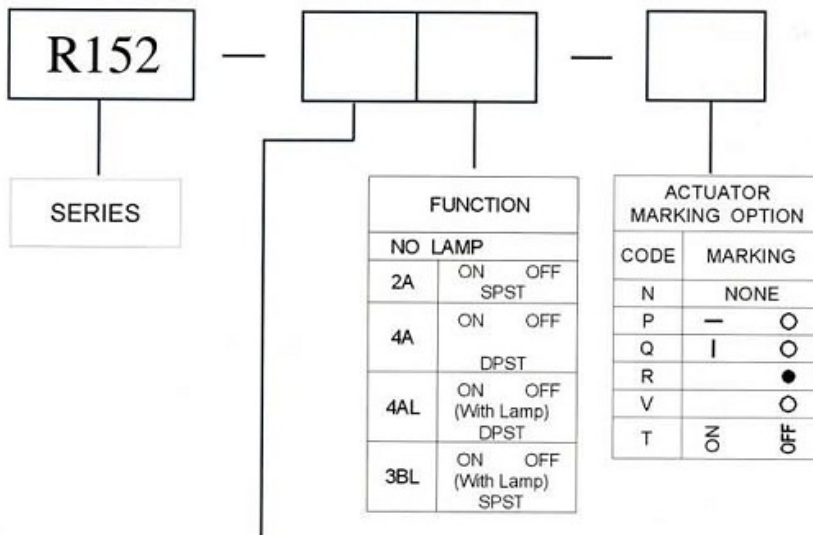 R152
SERIES
FUNCTION
NO LAMP
2A ON OFF
SPST
4A ON OFF
DPST
4AL ON OFF
(With Lamp)
DPST
3BL ON OFF
(With Lamp)
SPST
ACTUATOR
MARKING OPTION
CODE MARKING
N NONE
P — O
Q | O
R ●
V O
T ON OFF